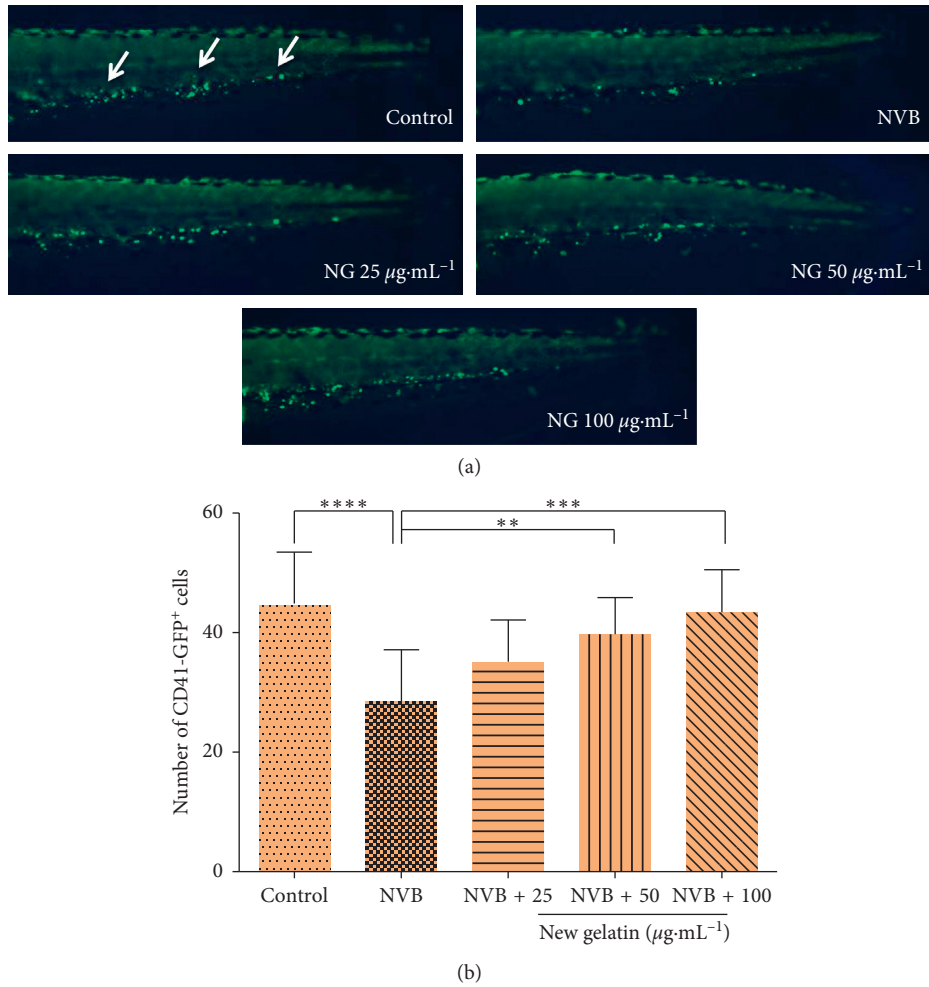 Control
NVB
NG 25 μg·mL⁻¹
NG 50 μg·mL⁻¹
NG 100 μg·mL⁻¹
(a)
Number of CD41-GFP⁺ cells
60
40
20
0
****
***
**
Control
NVB
NVB + 25
NVB + 50
NVB + 100
New gelatin (μg·mL⁻¹)
(b)